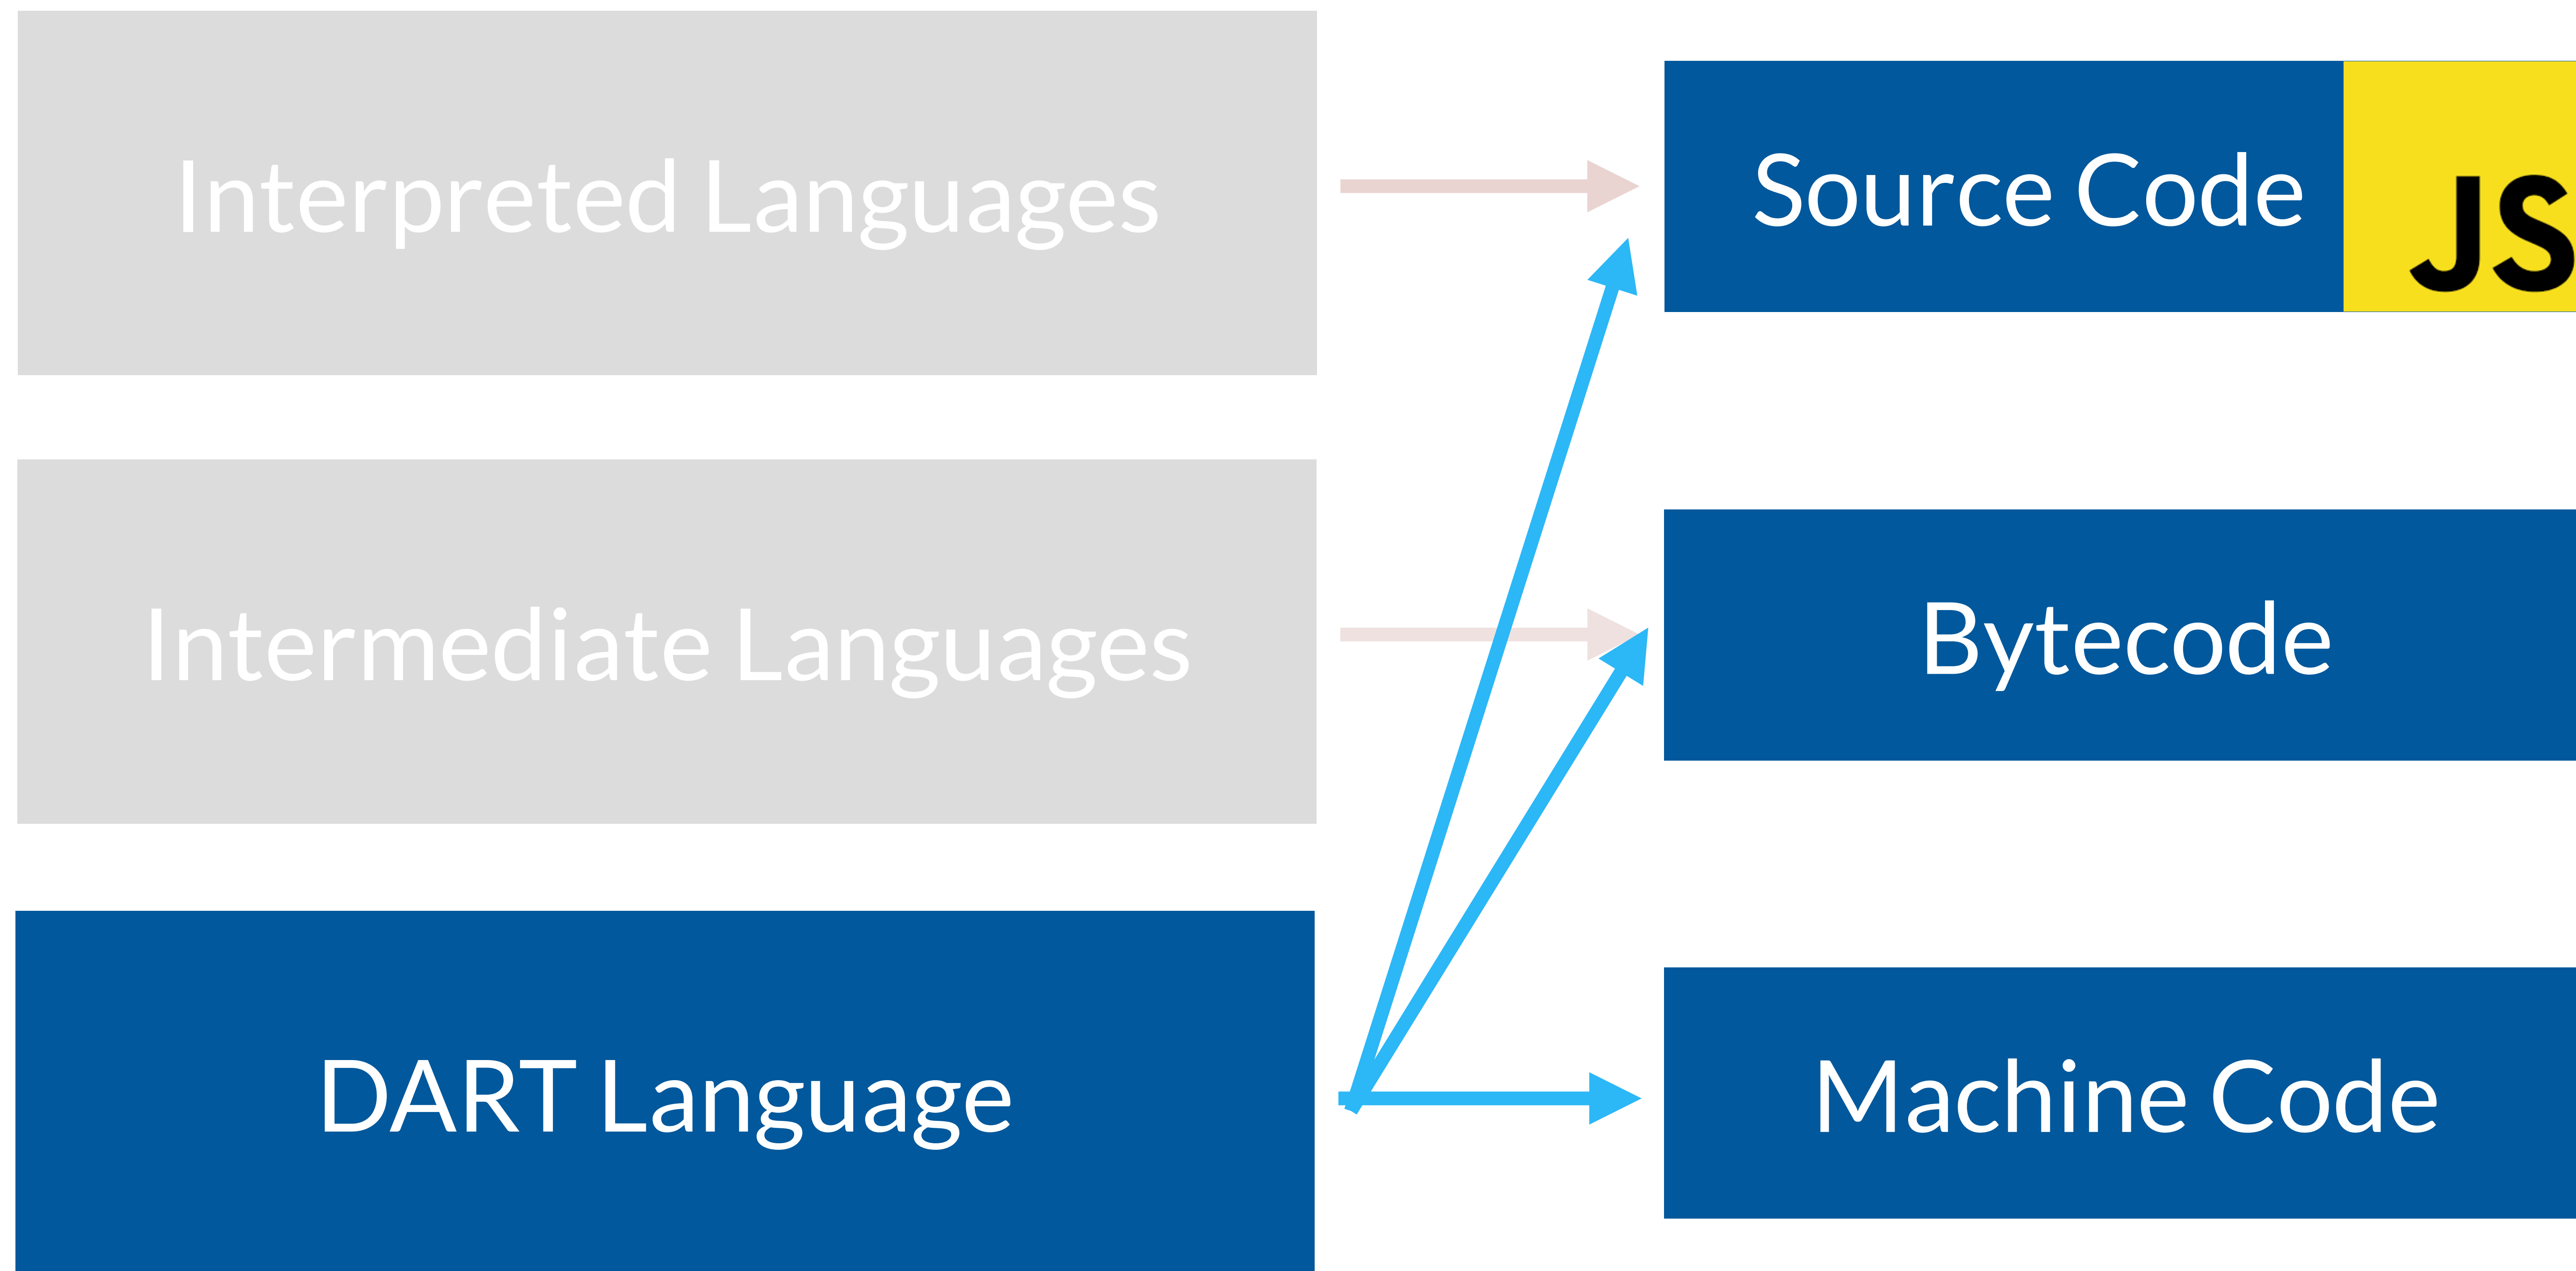 Interpreted Languages
Source Code
JS
Intermediate Languages
Bytecode
DART Language
Machine Code